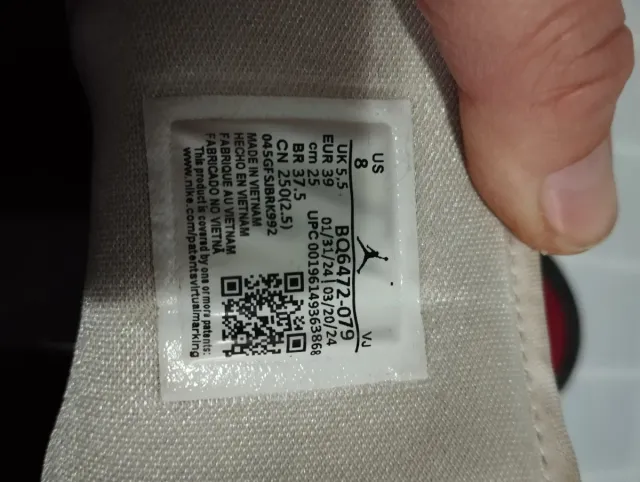 US
8 VJ
UK 5,5 BQ6472-079
EUR 39 01/31/24 03/20/24
cm 25 UPC 00196149363868
BR 37.5
CN 250(2.5)
045GFSJBRK992
MADE IN VIETNAM
HECHO EN VIETNAM
FABRIQUE AU VIETNAM
FABRICADO NO VIETNÃ
This product is covered by one or more patents:
www.nike.com/patentsvirtualmarking